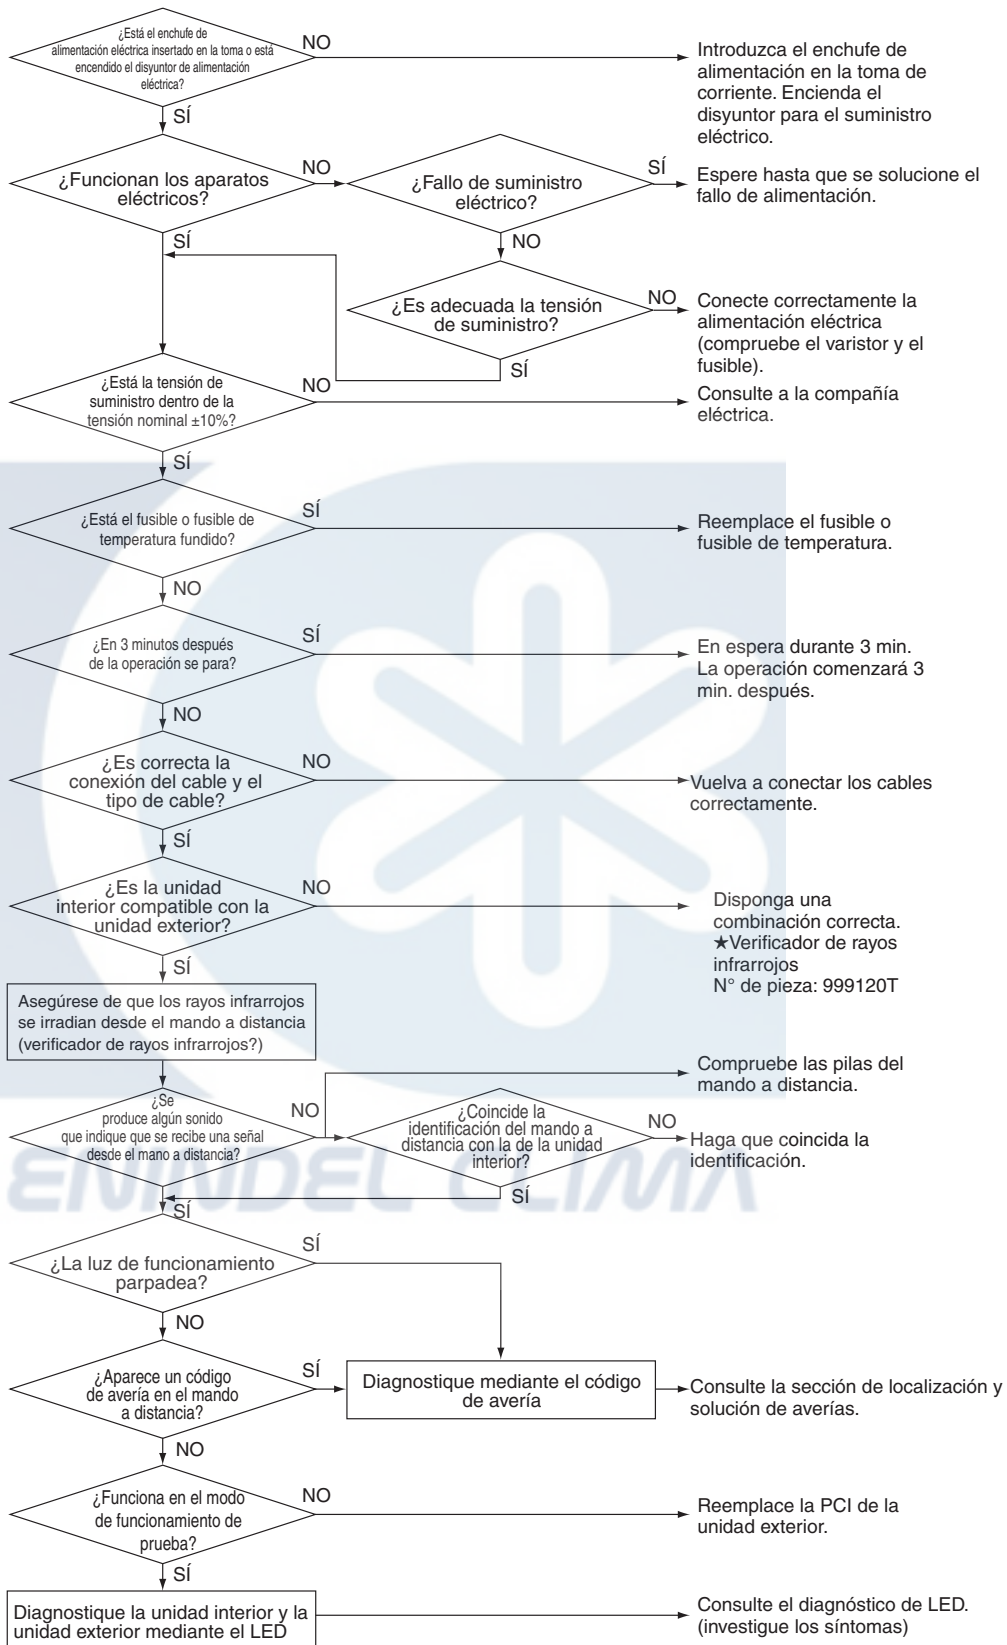 ¿Está el enchufe de
alimentación eléctrica insertado en la toma o está
encendido el disyuntor de alimentación
eléctrica?
NO
Introduzca el enchufe de
alimentación en la toma de
corriente. Encienda el
disyuntor para el suministro
eléctrico.
SÍ
¿Funcionan los aparatos
eléctricos?
NO
¿Fallo de suministro
eléctrico?
SÍ
Espere hasta que se solucione el
fallo de alimentación.
SÍ
NO
¿Es adecuada la tensión
de suministro?
NO
Conecte correctamente la
alimentación eléctrica
(compruebe el varistor y el
fusible).
SÍ
¿Está la tensión de
suministro dentro de la
tensión nominal ±10%?
NO
Consulte a la compañía
eléctrica.
SÍ
¿Está el fusible o fusible de
temperatura fundido?
SÍ
Reemplace el fusible o
fusible de temperatura.
NO
¿En 3 minutos después
de la operación se para?
SÍ
En espera durante 3 min.
La operación comenzará 3
min. después.
NO
¿Es correcta la
conexión del cable y el
tipo de cable?
NO
Vuelva a conectar los cables
correctamente.
SÍ
¿Es la unidad
interior compatible con la
unidad exterior?
NO
Disponga una
combinación correcta.
★Verificador de rayos
infrarrojos
N° de pieza: 999120T
SÍ
Asegúrese de que los rayos infrarrojos
se irradian desde el mando a distancia
(verificador de rayos infrarrojos?)
Compruebe las pilas del
mando a distancia.
¿Se
produce algún sonido
que indique que se recibe una señal
desde el mano a distancia?
NO
¿Coincide la
identificación del mando a
distancia con la de la unidad
interior?
NO
Haga que coincida la
identificación.
SÍ
SÍ
ENINDEL CLIMA
¿La luz de funcionamiento
parpadea?
SÍ
NO
¿Aparece un código
de avería en el mando
a distancia?
SÍ
Diagnostique mediante el código
de avería
Consulte la sección de localización y
solución de averías.
NO
¿Funciona en el modo
de funcionamiento de
prueba?
NO
Reemplace la PCI de la
unidad exterior.
SÍ
Diagnostique la unidad interior y la
unidad exterior mediante el LED
Consulte el diagnóstico de LED.
(investigue los síntomas)